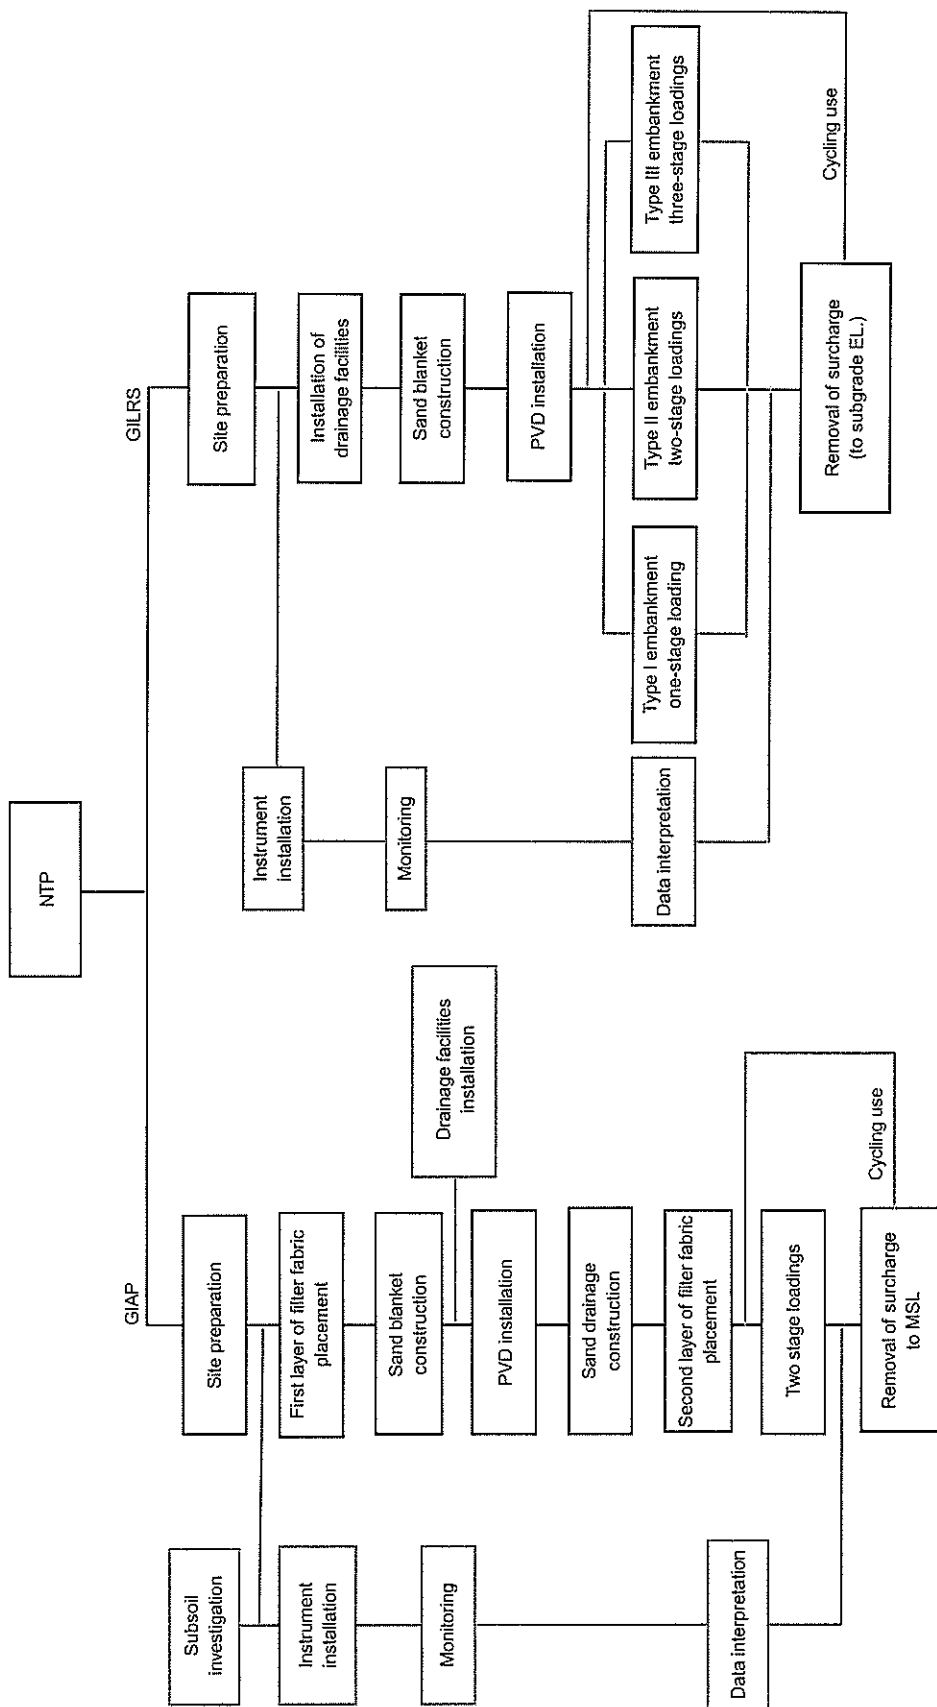 NTP
GIAP
GILRS
Subsoil
investigation
Instrument
installation
Monitoring
Data interpretation
Site preparation
First layer of filter fabric
placement
Sand blanket
construction
Drainage facilities
installation
PVD installation
Sand drainage
construction
Second layer of filter fabric
placement
Two stage loadings
Cycling use
Removal of surcharge
to MSL
Instrument
installation
Monitoring
Data interpretation
Site preparation
Installation of
drainage facilities
Sand blanket
construction
PVD installation
Type I embankment
one-stage loading
Type II embankment
two-stage loadings
Type III embankment
three-stage loadings
Cycling use
Removal of surcharge
(to subgrade EL.)